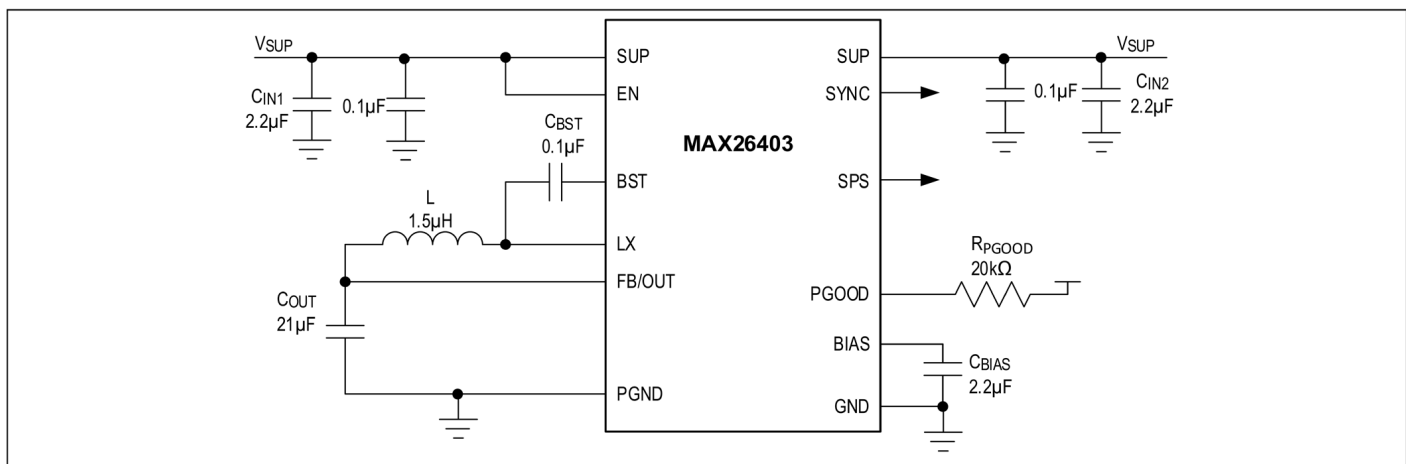 VSUP
CIN1
2.2µF
0.1µF
CBST
0.1µF
L
1.5µH
COUT
21µF
SUP
EN
BST
LX
FB/OUT
PGND
MAX26403
SUP
SYNC
SPS
PGOOD
BIAS
GND
VSUP
0.1µF
CIN2
2.2µF
RPGOOD
20kΩ
CBIAS
2.2µF